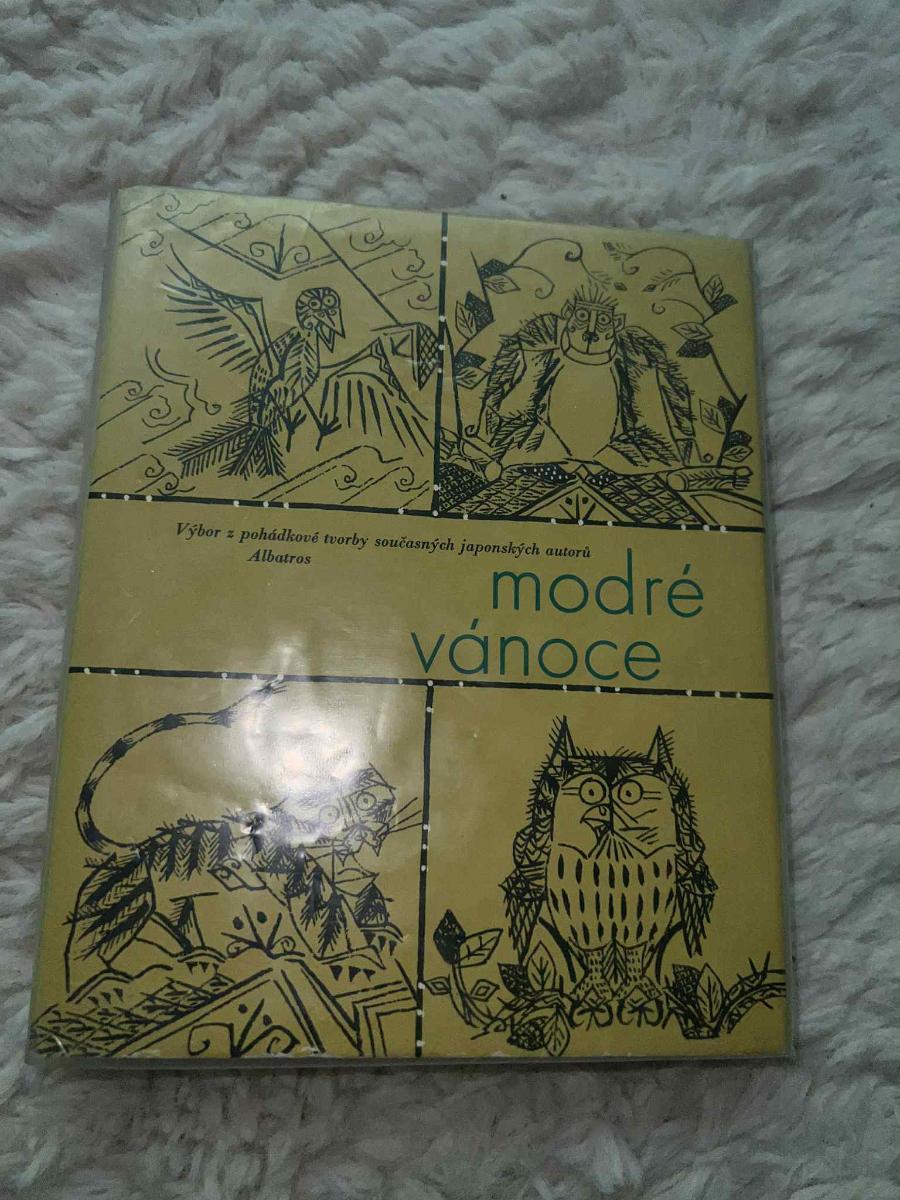 Výbor z pohádkové tvorby současných japonských autorů
Albatros
modré
vánoce